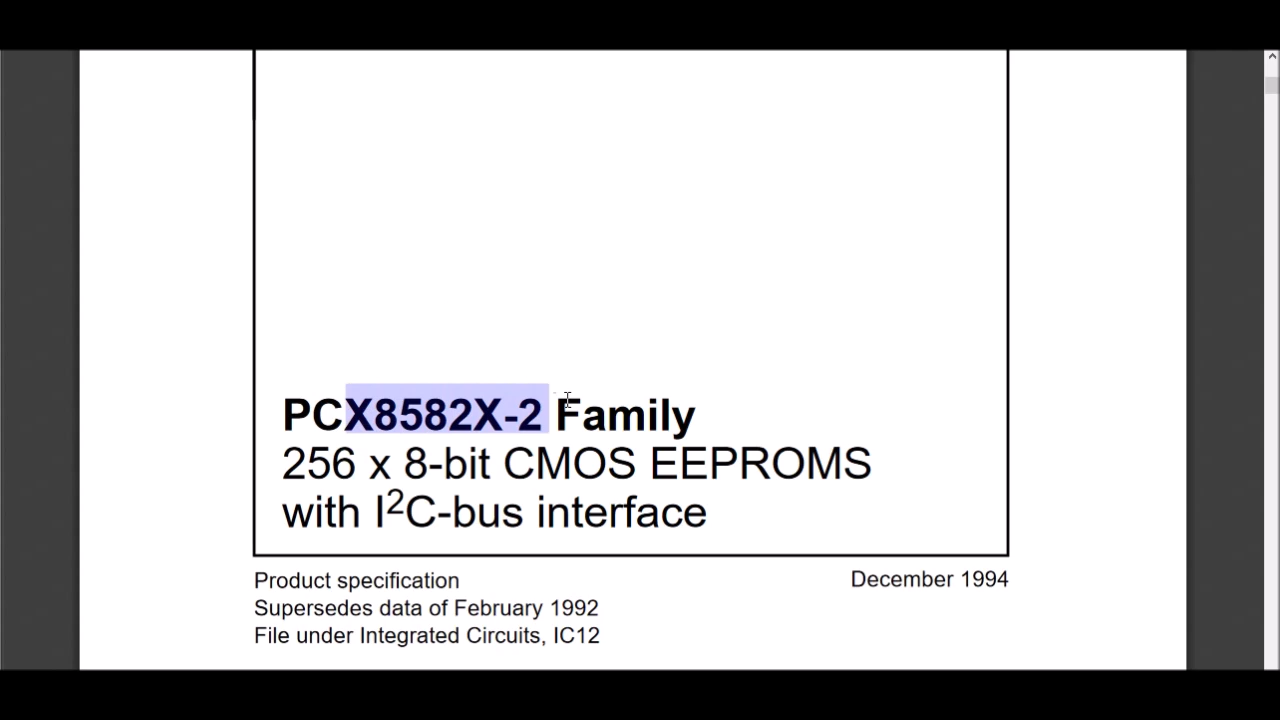 PCX8582X-2 Family
256 x 8-bit CMOS EEPROMS
with I²C-bus interface
Product specification
December 1994
Supersedes data of February 1992
File under Integrated Circuits, IC12